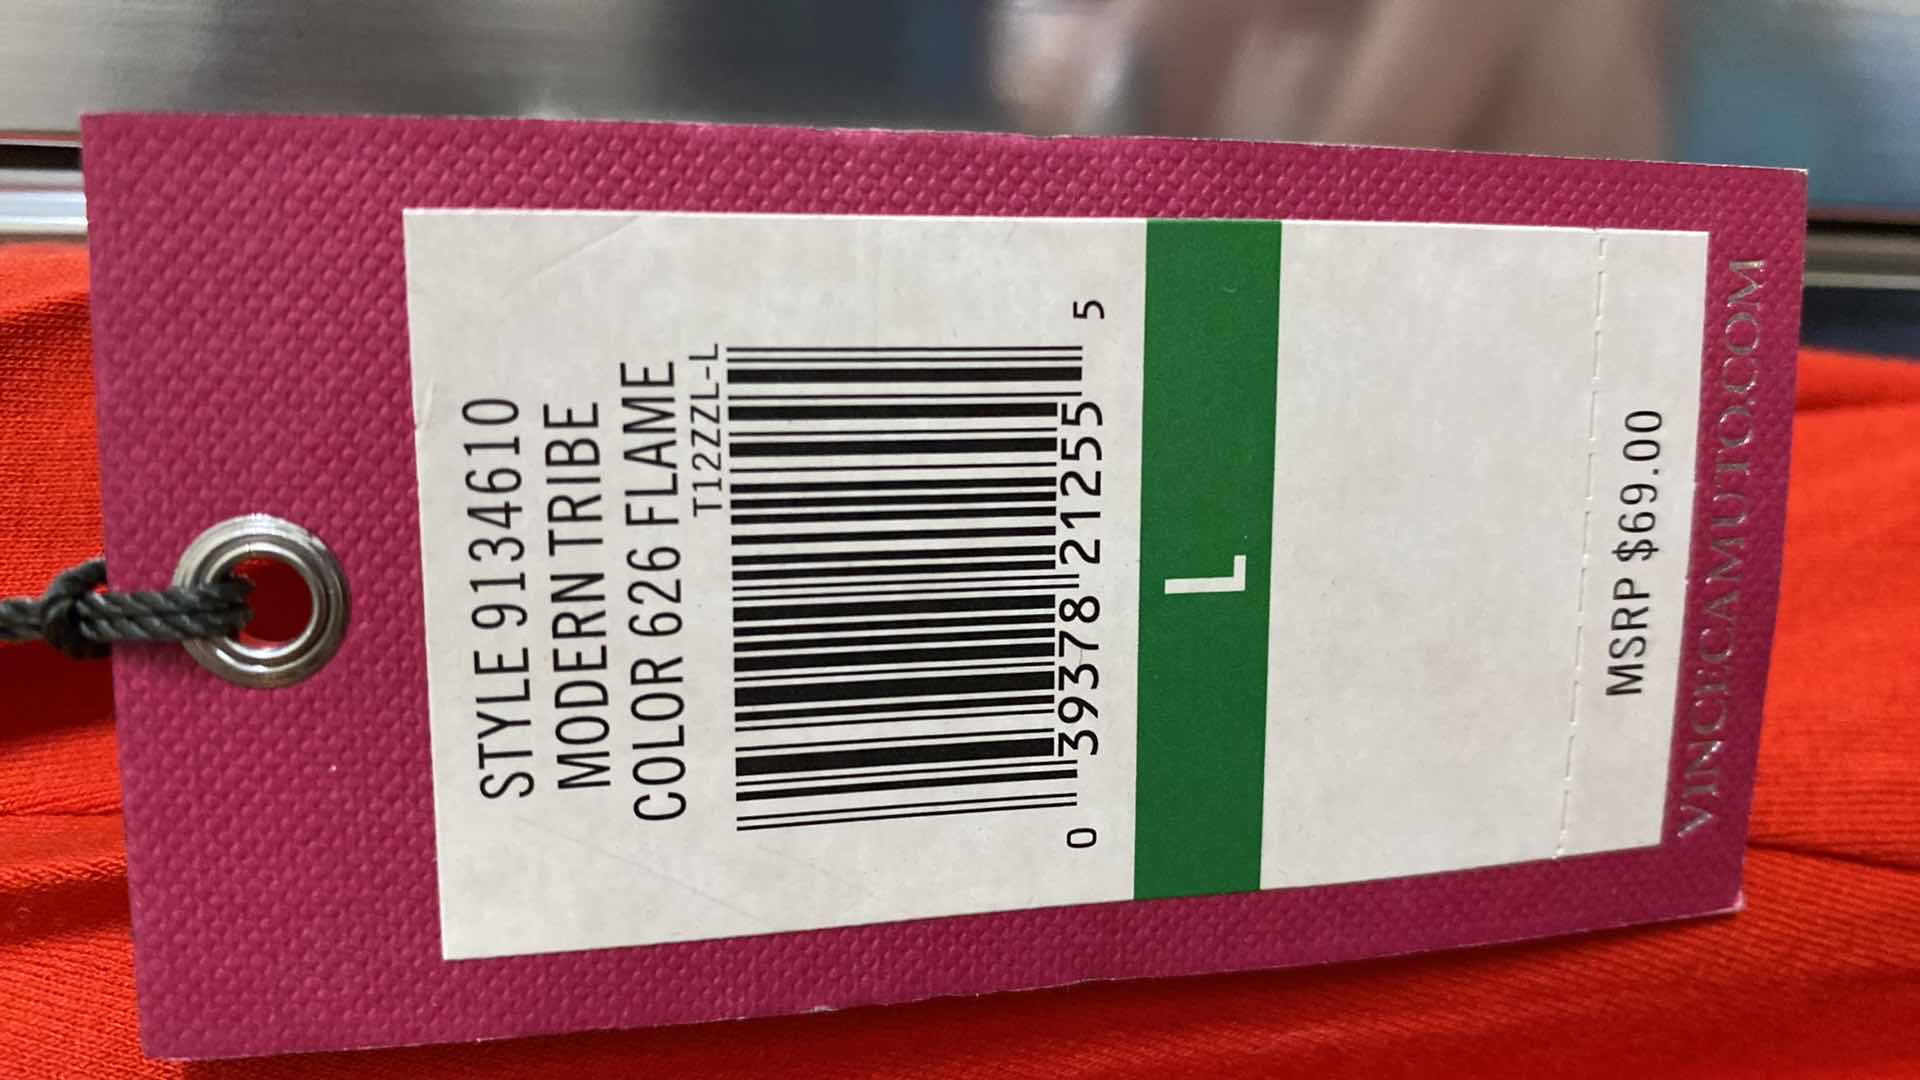 STYLE 9134610
MODERN TRIBE
COLOR 626 FLAME
T12ZZL-L
0 39378 21255 5
L
MSRP $69.00
VINCECAMUTO.COM